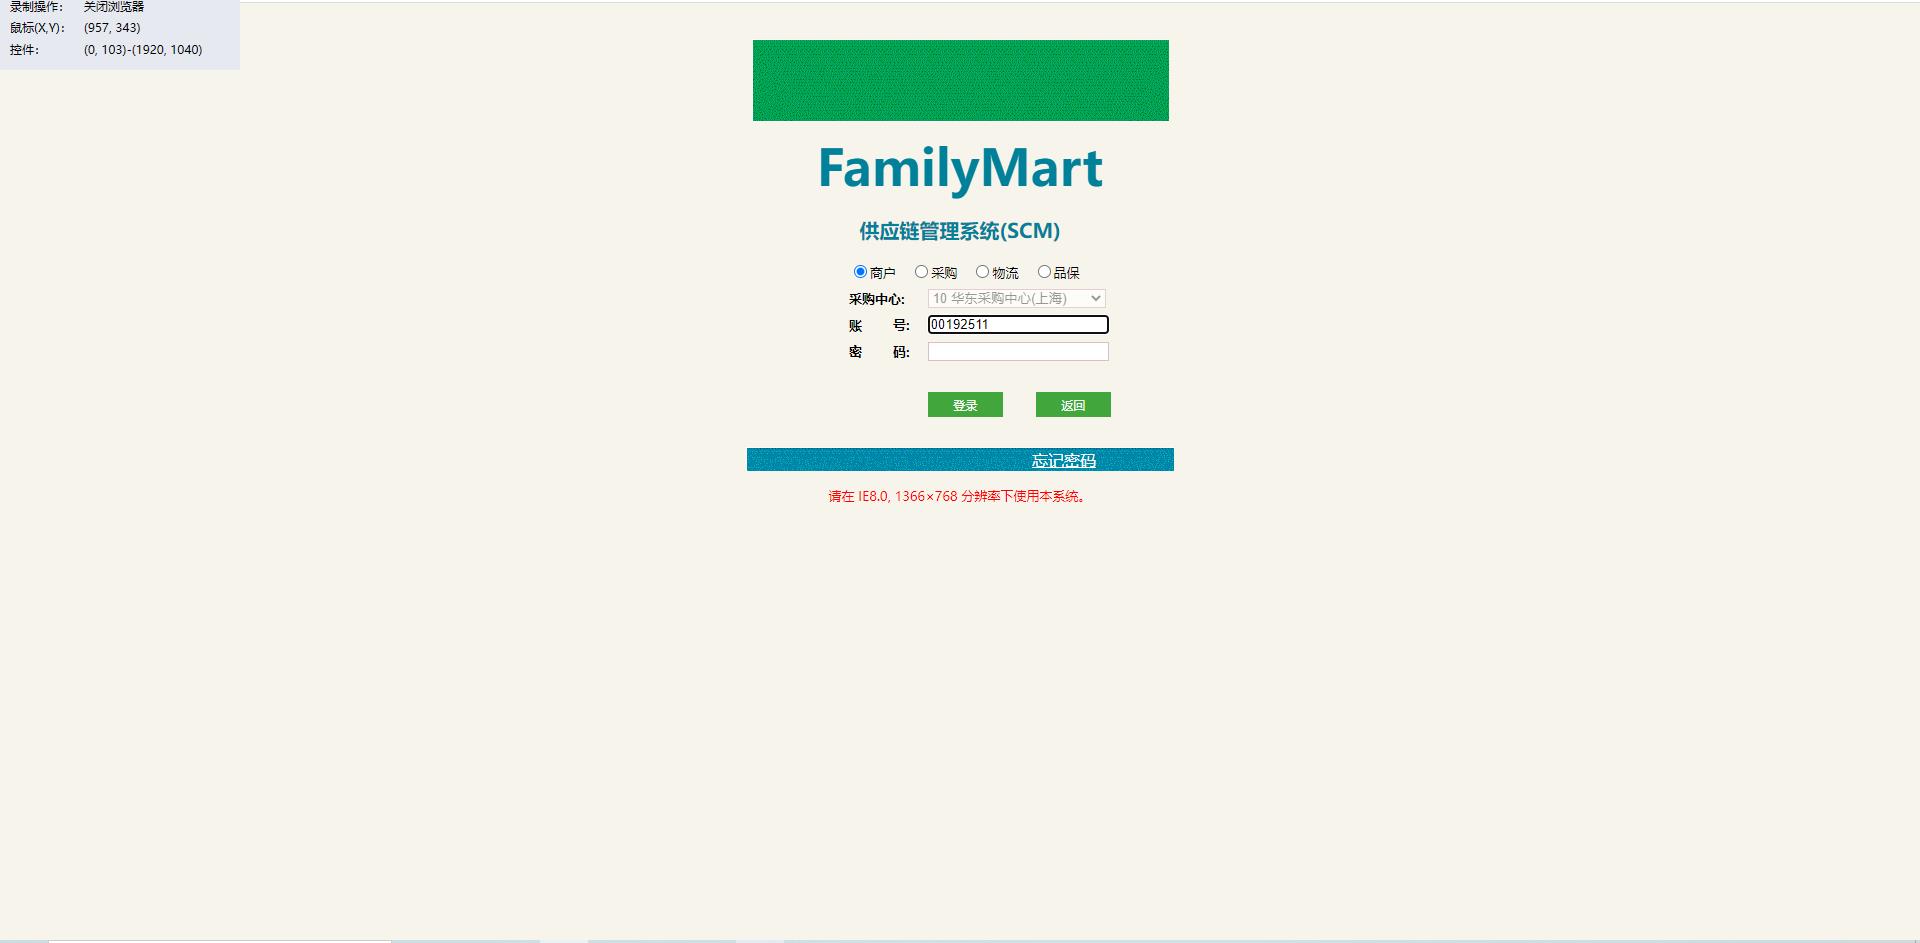 录制操作： 关闭浏览器
鼠标(X,Y)： (957, 343)
控件： (0, 103)-(1920, 1040)
FamilyMart
供应链管理系统(SCM)
商户 采购 物流 品保
采购中心: 10 华东采购中心(上海)
账 号: 00192511
密 码:
登录 返回
忘记密码
请在 IE8.0, 1366×768 分辨率下使用本系统。